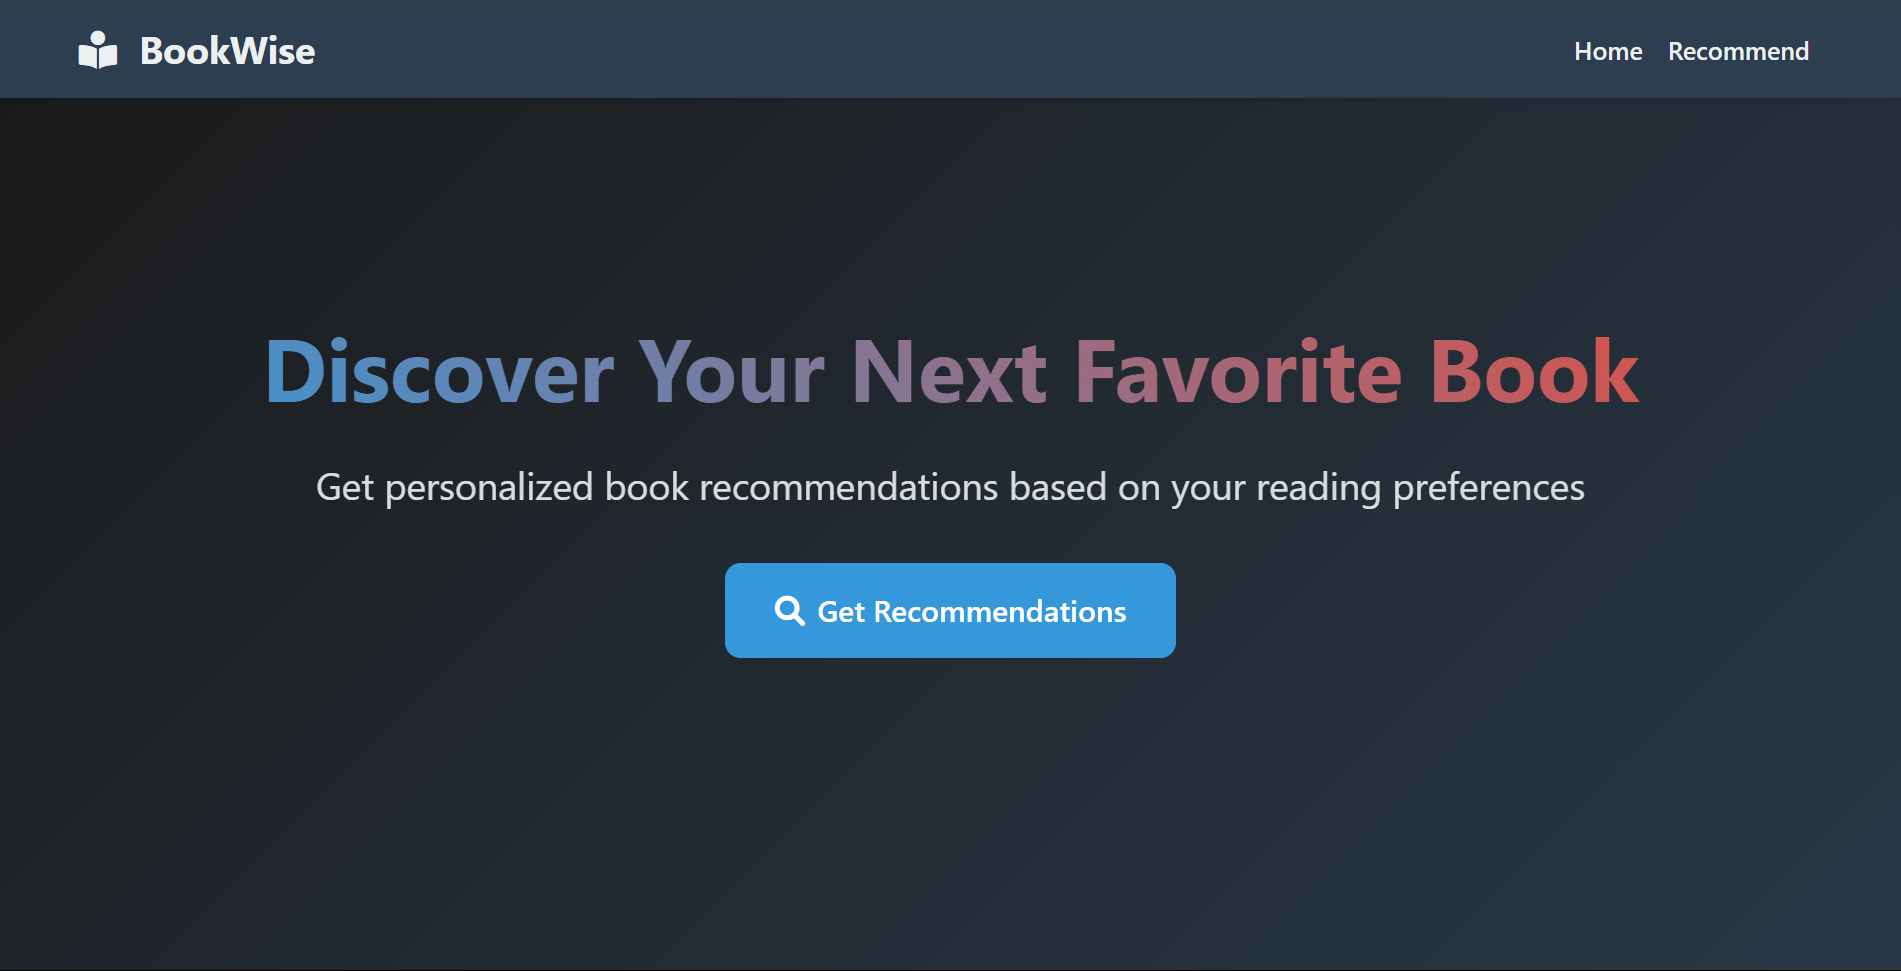 BookWise
Home Recommend
Discover Your Next Favorite Book
Get personalized book recommendations based on your reading preferences
Get Recommendations